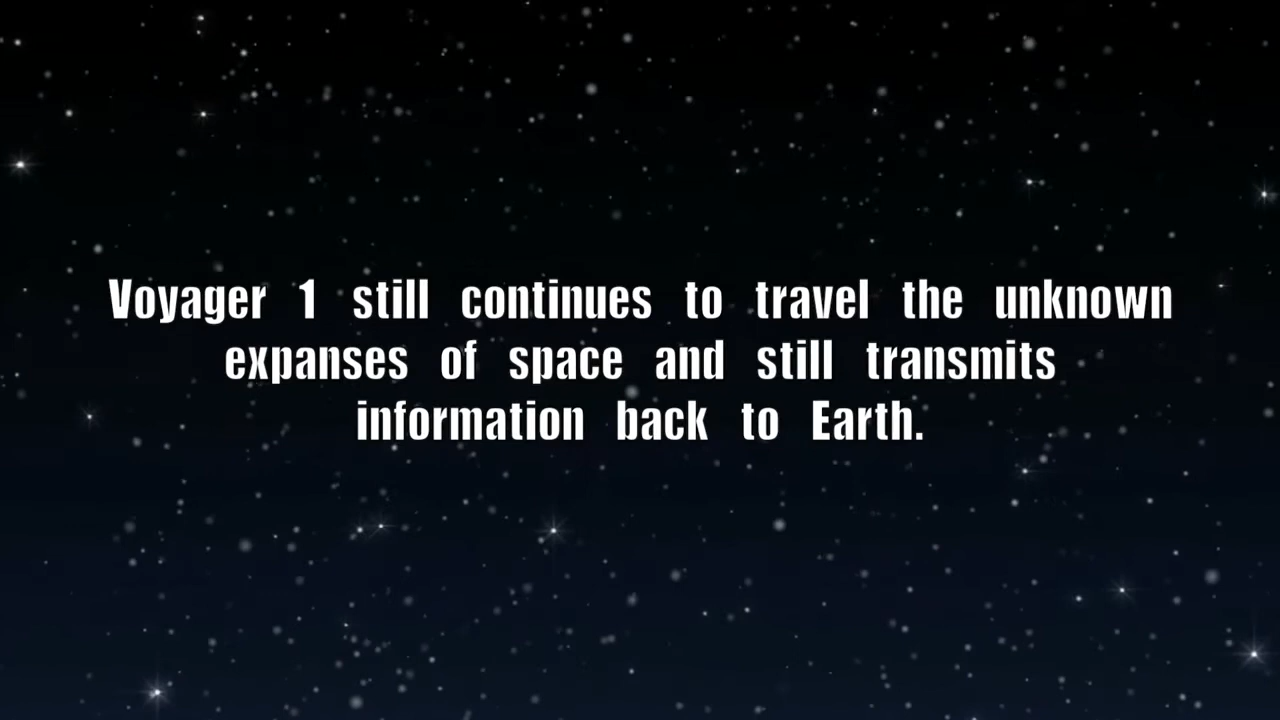 Voyager 1 still continues to travel the unknown
expanses of space and still transmits
information back to Earth.